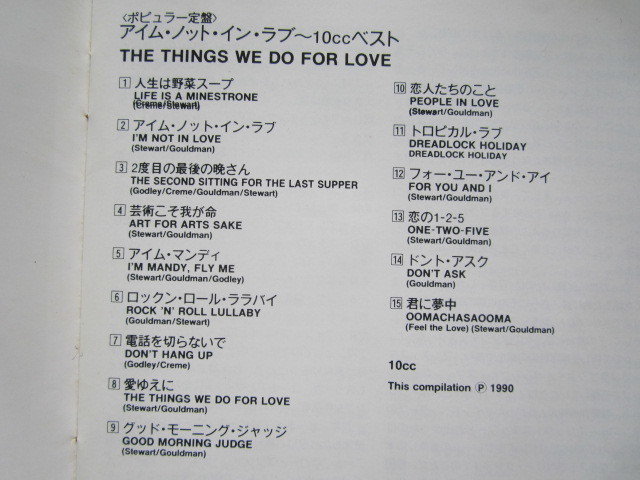 〈ポピュラー定盤〉
アイム・ノット・イン・ラブ〜10ccベスト
THE THINGS WE DO FOR LOVE
1 人生は野菜スープ
LIFE IS A MINESTRONE
(Creme/Stewart)
2 アイム・ノット・イン・ラブ
I'M NOT IN LOVE
(Stewart/Gouldman)
3 2度目の最後の晩さん
THE SECOND SITTING FOR THE LAST SUPPER
(Godley/Creme/Gouldman/Stewart)
4 芸術こそ我が命
ART FOR ARTS SAKE
(Stewart/Gouldman)
5 アイム・マンディ
I'M MANDY, FLY ME
(Stewart/Gouldman/Godley)
6 ロックン・ロール・ララバイ
ROCK 'N' ROLL LULLABY
(Gouldman/Stewart)
7 電話を切らないで
DON'T HANG UP
(Godley/Creme)
8 愛ゆえに
THE THINGS WE DO FOR LOVE
(Stewart/Gouldman)
9 グッド・モーニング・ジャッジ
GOOD MORNING JUDGE
(Stewart/Gouldman)
10 恋人たちのこと
PEOPLE IN LOVE
(Stewart/Gouldman)
11 トロピカル・ラブ
DREADLOCK HOLIDAY
DREADLOCK HOLIDAY
12 フォー・ユー・アンド・アイ
FOR YOU AND I
(Stewart/Gouldman)
13 恋の1-2-5
ONE-TWO-FIVE
(Stewart/Gouldman)
14 ドント・アスク
DON'T ASK
(Gouldman)
15 君に夢中
OOMACHASAOOMA
(Feel the Love) (Stewart/Gouldman)
10cc
This compilation Ⓟ 1990